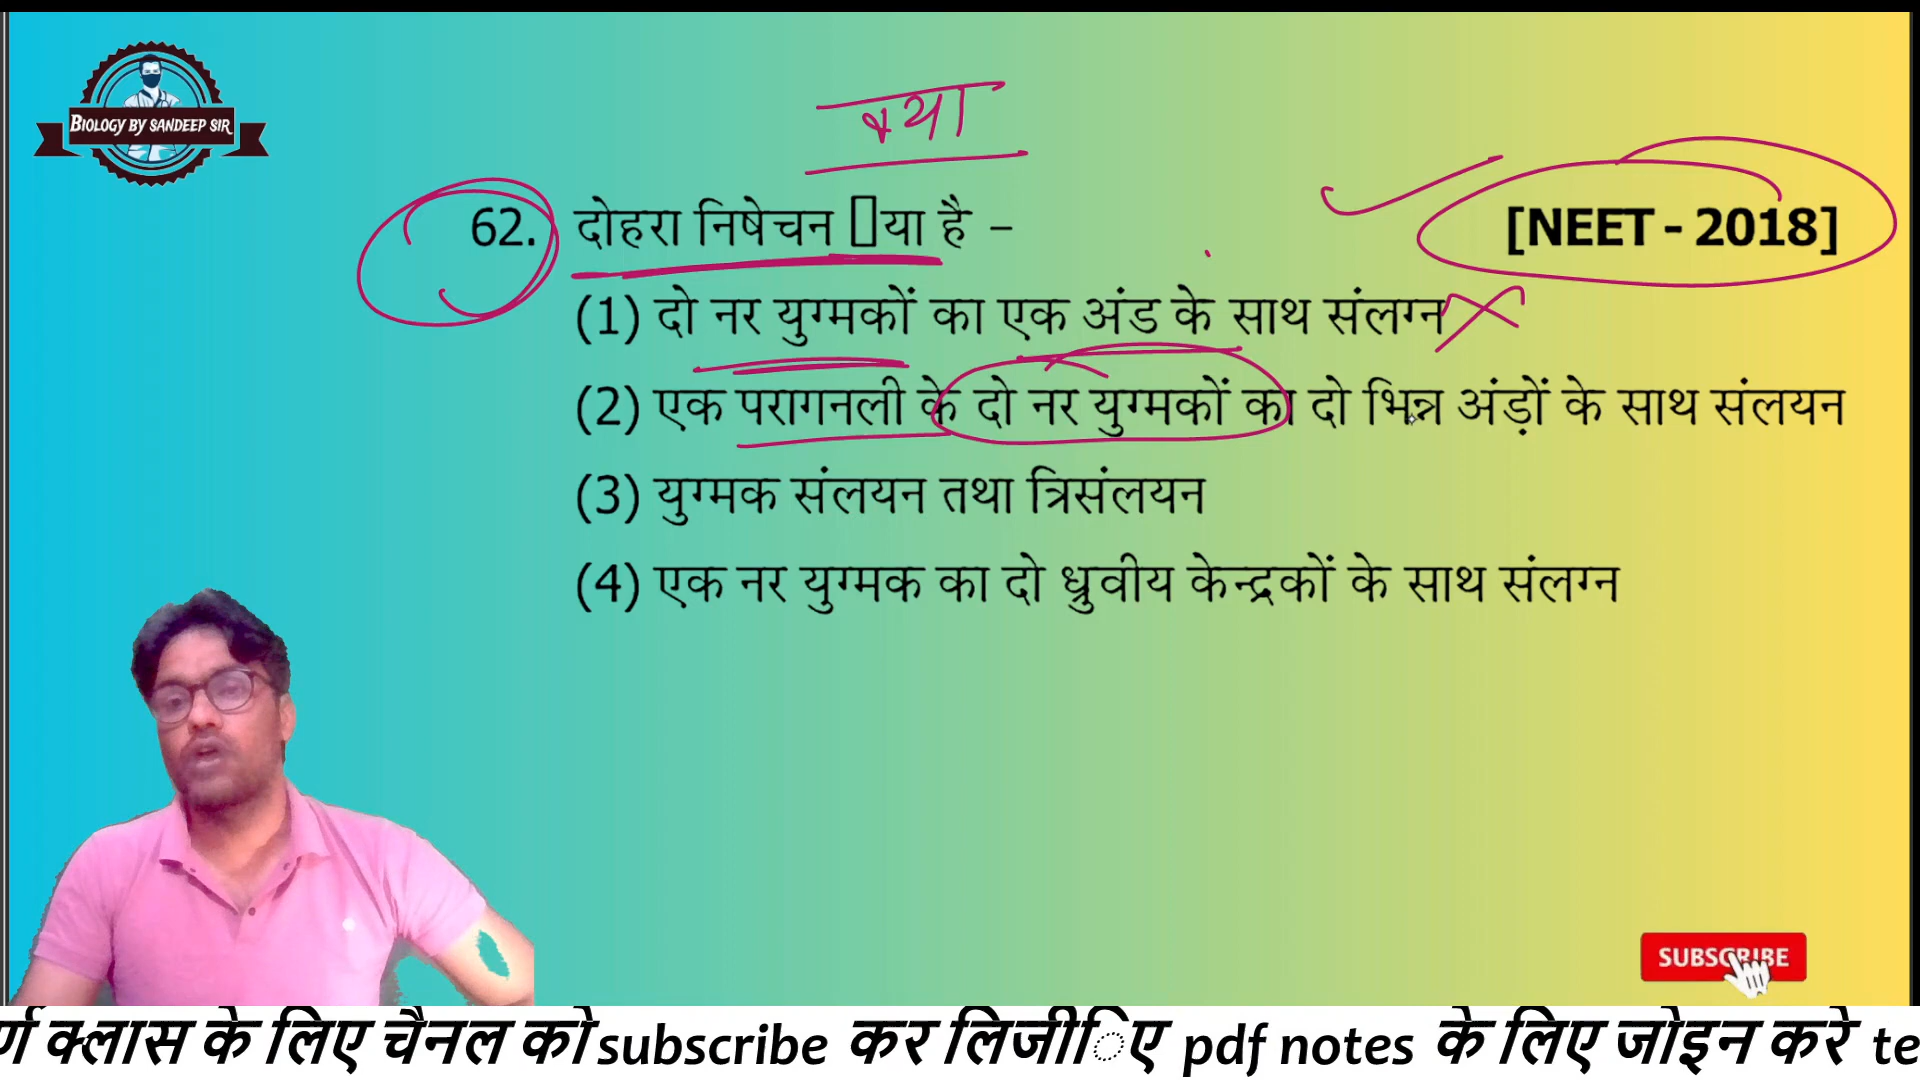 BIOLOGY BY SANDEEP SIR
क्या
62. दोहरा निषेचन ▯या है – [NEET - 2018]
(1) दो नर युग्मकों का एक अंड के साथ संलग्न
(2) एक परागनली के दो नर युग्मकों का दो भिन्न अंड़ों के साथ संलयन
(3) युग्मक संलयन तथा त्रिसंलयन
(4) एक नर युग्मक का दो ध्रुवीय केन्द्रकों के साथ संलग्न
SUBSCRIBE
र्ण क्लास के लिए चैनल को subscribe कर लिजीिए pdf notes के लिए जोइन करे te